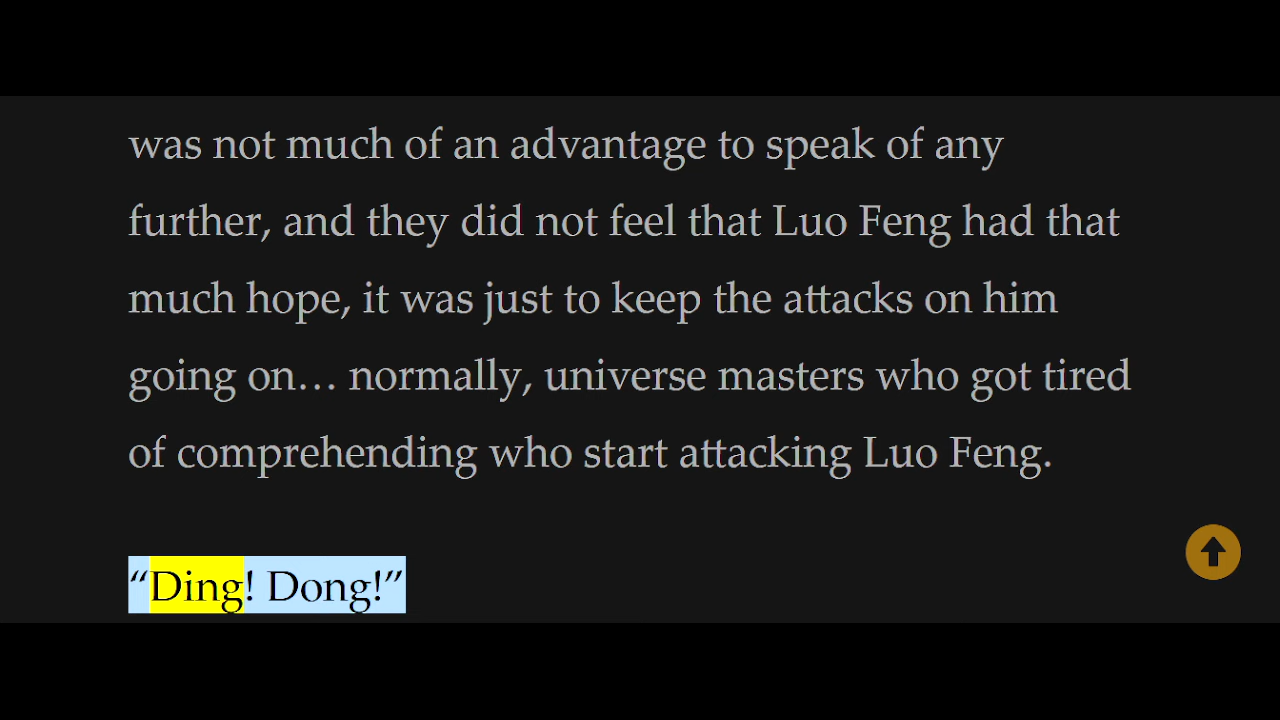 was not much of an advantage to speak of any
further, and they did not feel that Luo Feng had that
much hope, it was just to keep the attacks on him
going on… normally, universe masters who got tired
of comprehending who start attacking Luo Feng.
“Ding! Dong!”